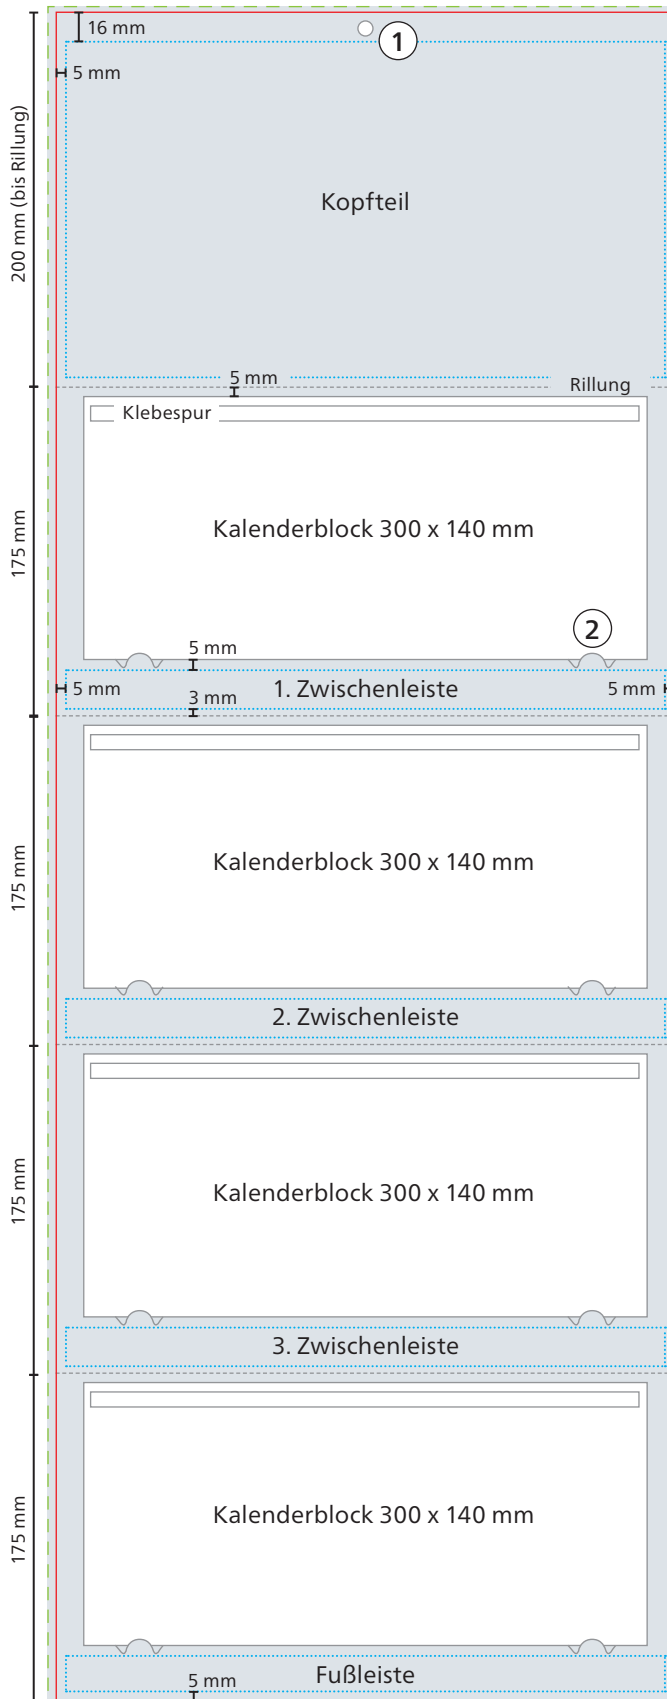 16 mm
1
5 mm
200 mm (bis Rillung)
Kopfteil
5 mm
Rillung
Klebespur
175 mm
Kalenderblock 300 x 140 mm
2
5 mm
5 mm
1. Zwischenleiste
5 mm
3 mm
175 mm
Kalenderblock 300 x 140 mm
2. Zwischenleiste
175 mm
Kalenderblock 300 x 140 mm
3. Zwischenleiste
175 mm
Kalenderblock 300 x 140 mm
Fußleiste
5 mm